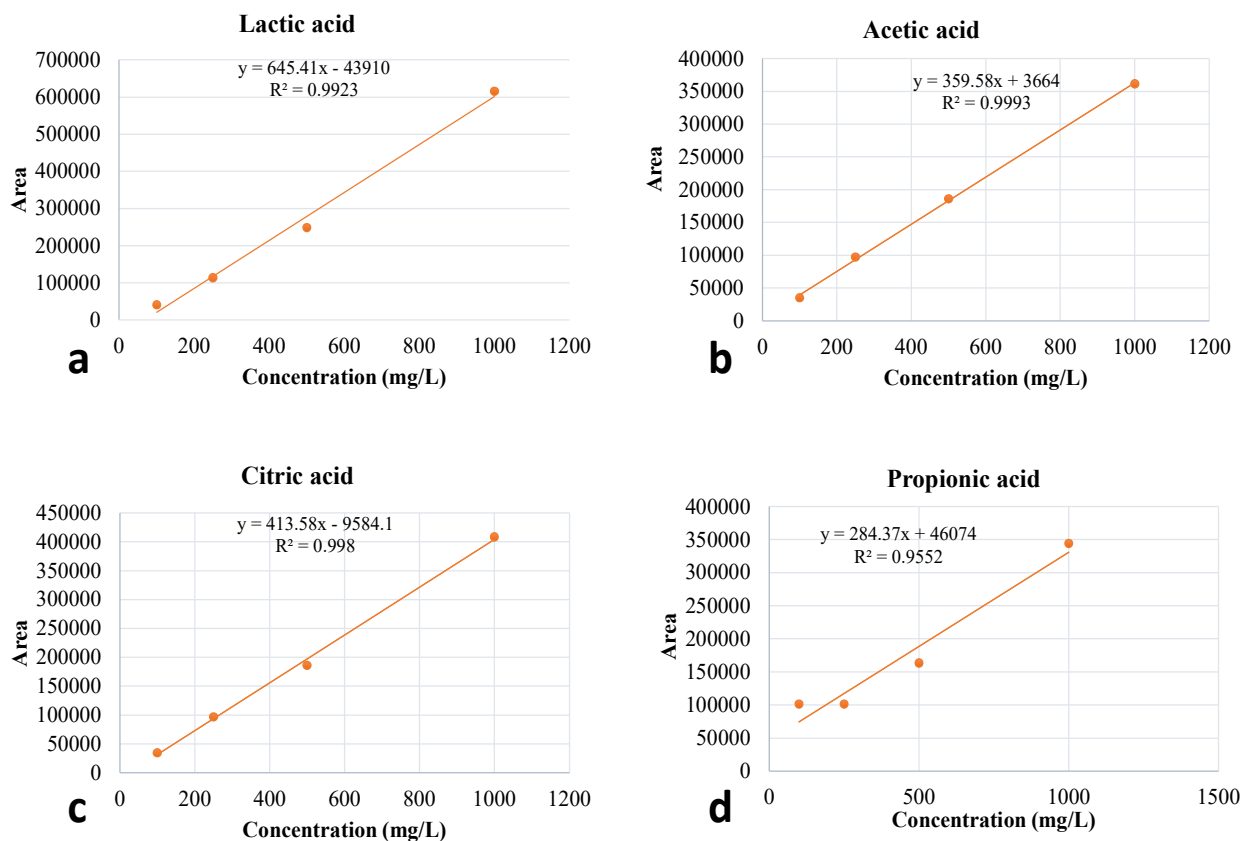 Lactic acid
y = 645.41x - 43910
R² = 0.9923
700000
600000
500000
400000
300000
200000
100000
0
Area
0 200 400 600 800 1000 1200
Concentration (mg/L)
a
Acetic acid
y = 359.58x + 3664
R² = 0.9993
400000
350000
300000
250000
200000
150000
100000
50000
0
Area
0 200 400 600 800 1000 1200
Concentration (mg/L)
b
Citric acid
y = 413.58x - 9584.1
R² = 0.998
450000
400000
350000
300000
250000
200000
150000
100000
50000
0
Area
0 200 400 600 800 1000 1200
Concentration (mg/L)
c
Propionic acid
y = 284.37x + 46074
R² = 0.9552
400000
350000
300000
250000
200000
150000
100000
50000
0
Area
0 500 1000 1500
Concentration (mg/L)
d